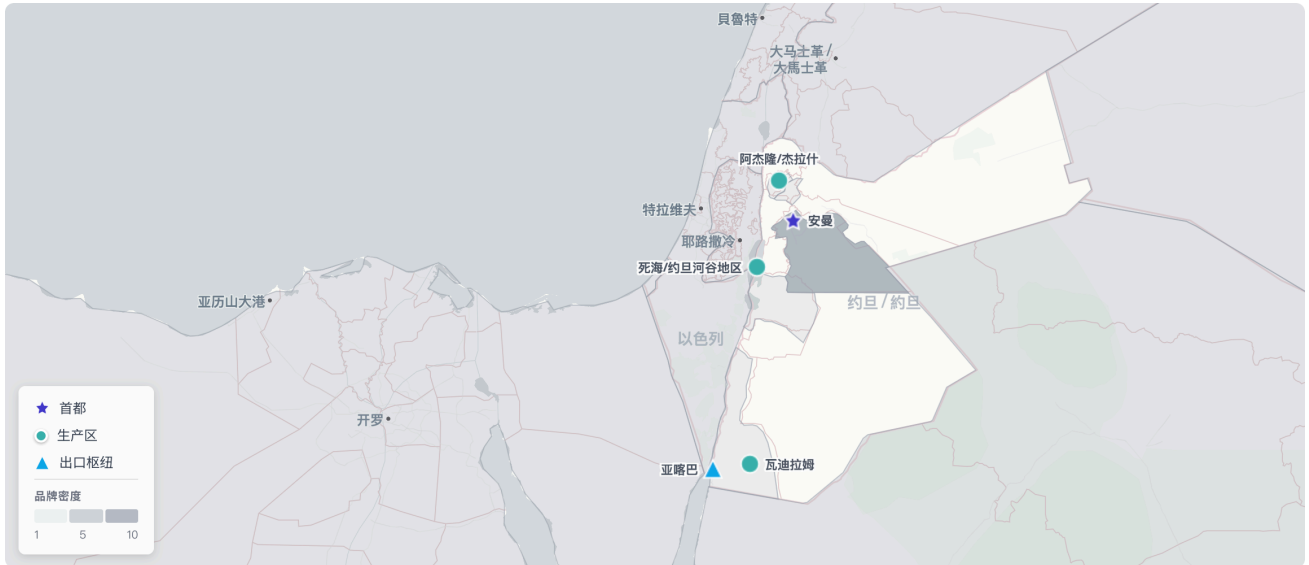 貝鲁特
大马士革 /
大馬士革
阿杰隆/杰拉什
特拉维夫
安曼
耶路撒冷
死海/约旦河谷地区
亚历山大港
约旦 / 約旦
以色列
开罗
亚喀巴
瓦迪拉姆
首都
生产区
出口枢纽
品牌密度
1 5 10